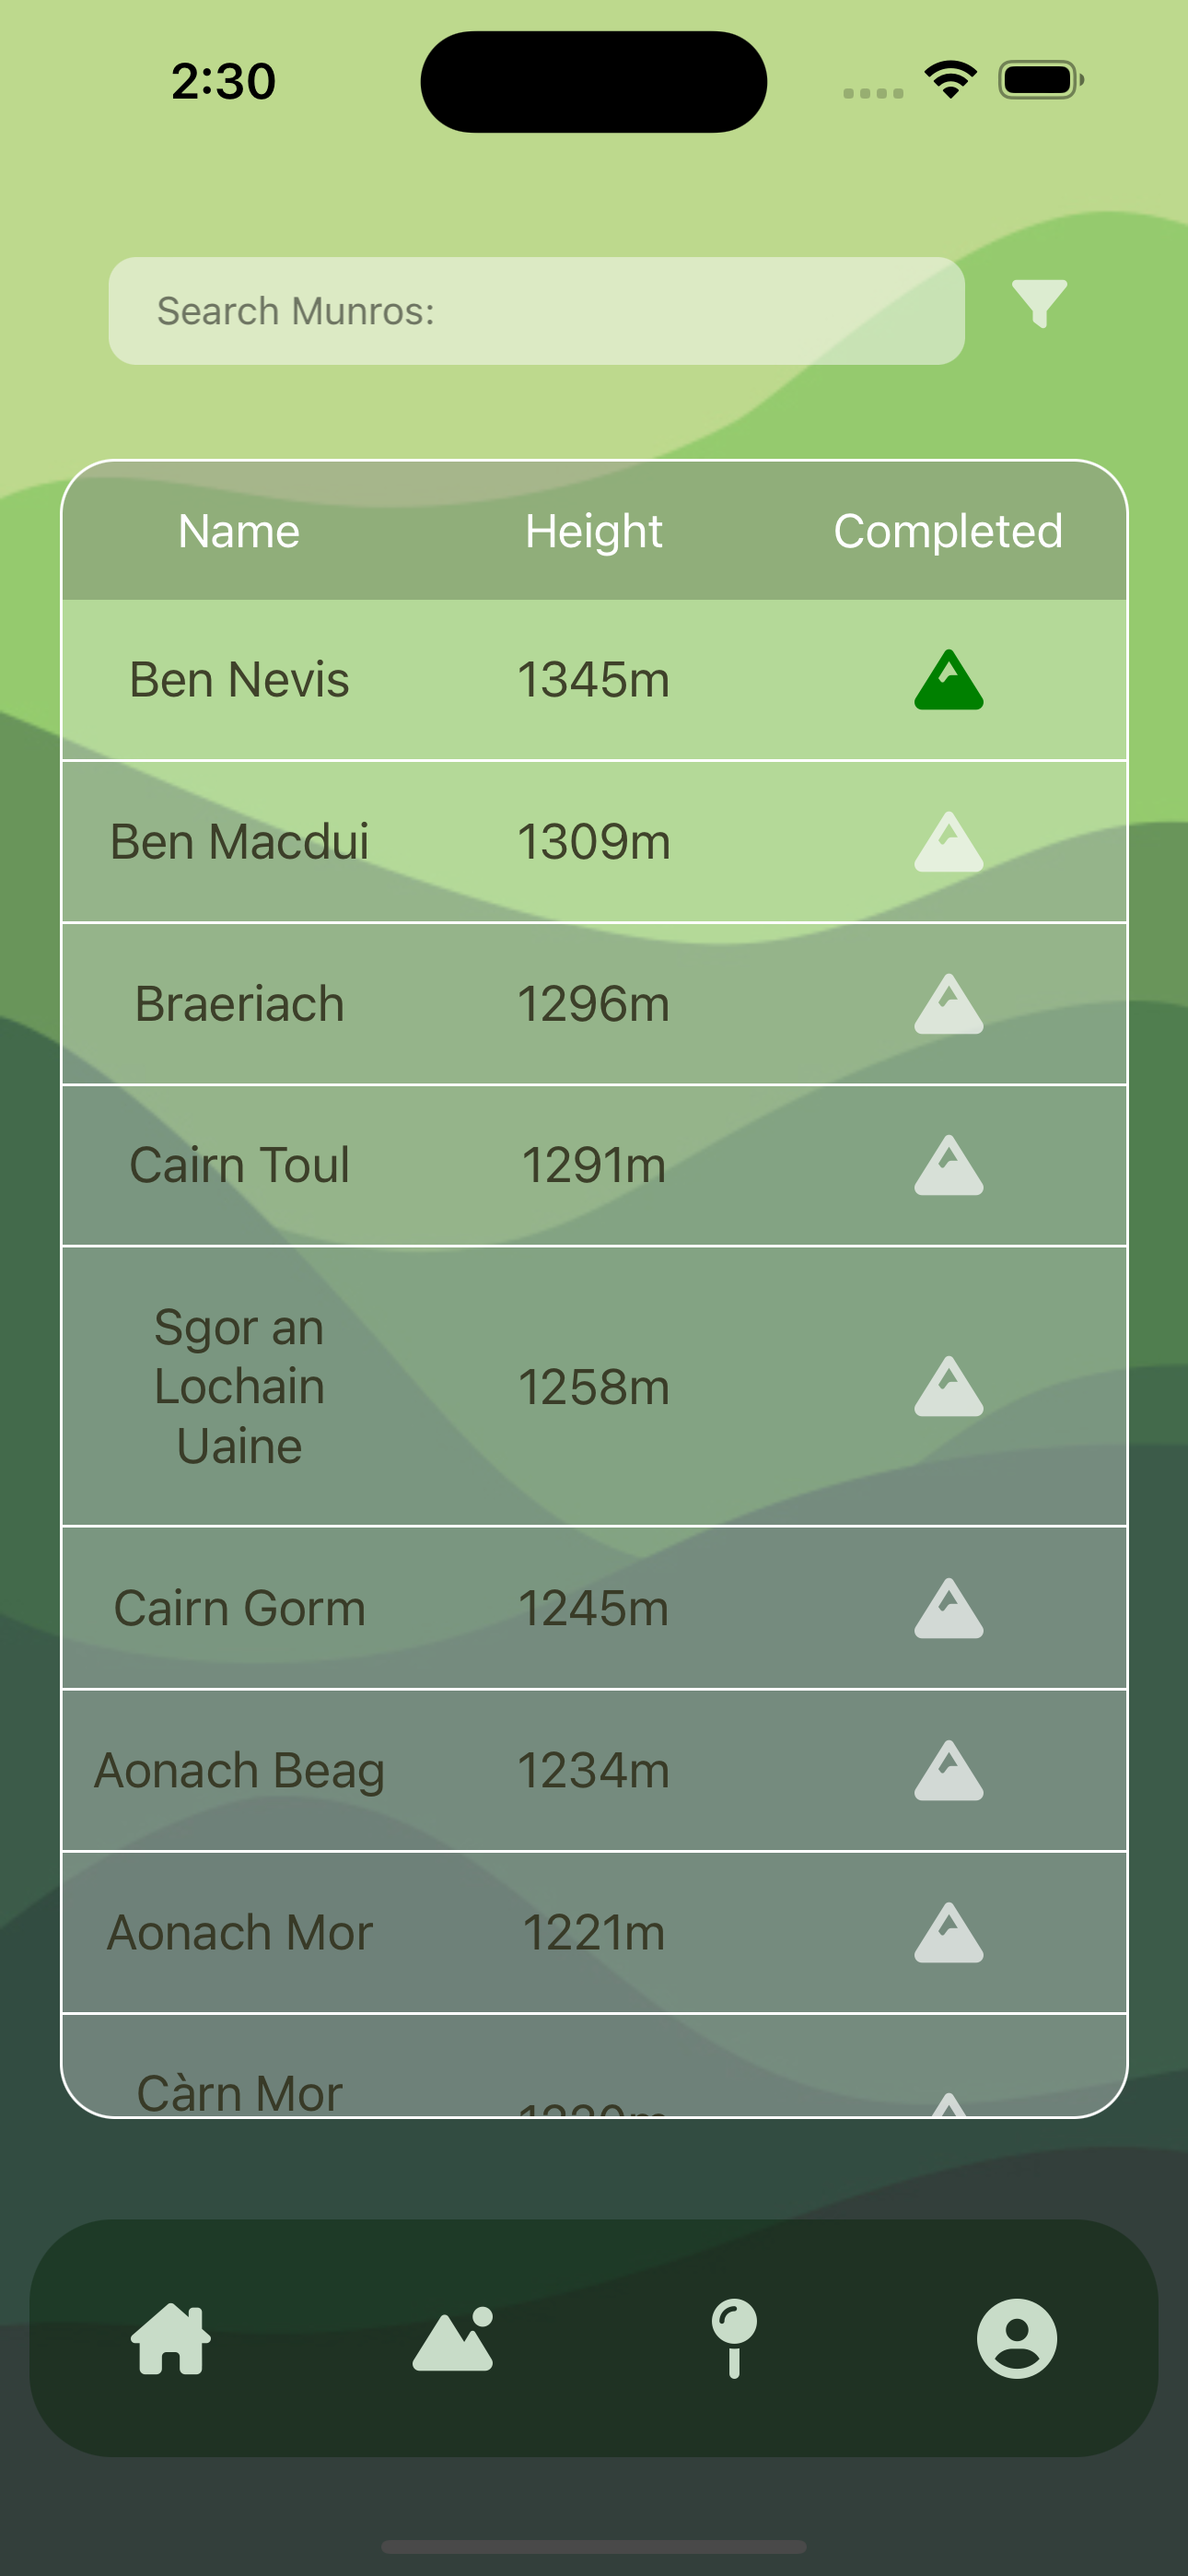 2:30
Search Munros:
Name Height Completed
Ben Nevis 1345m
Ben Macdui 1309m
Braeriach 1296m
Cairn Toul 1291m
Sgor an
Lochain 1258m
Uaine
Cairn Gorm 1245m
Aonach Beag 1234m
Aonach Mor 1221m
Càrn Mor